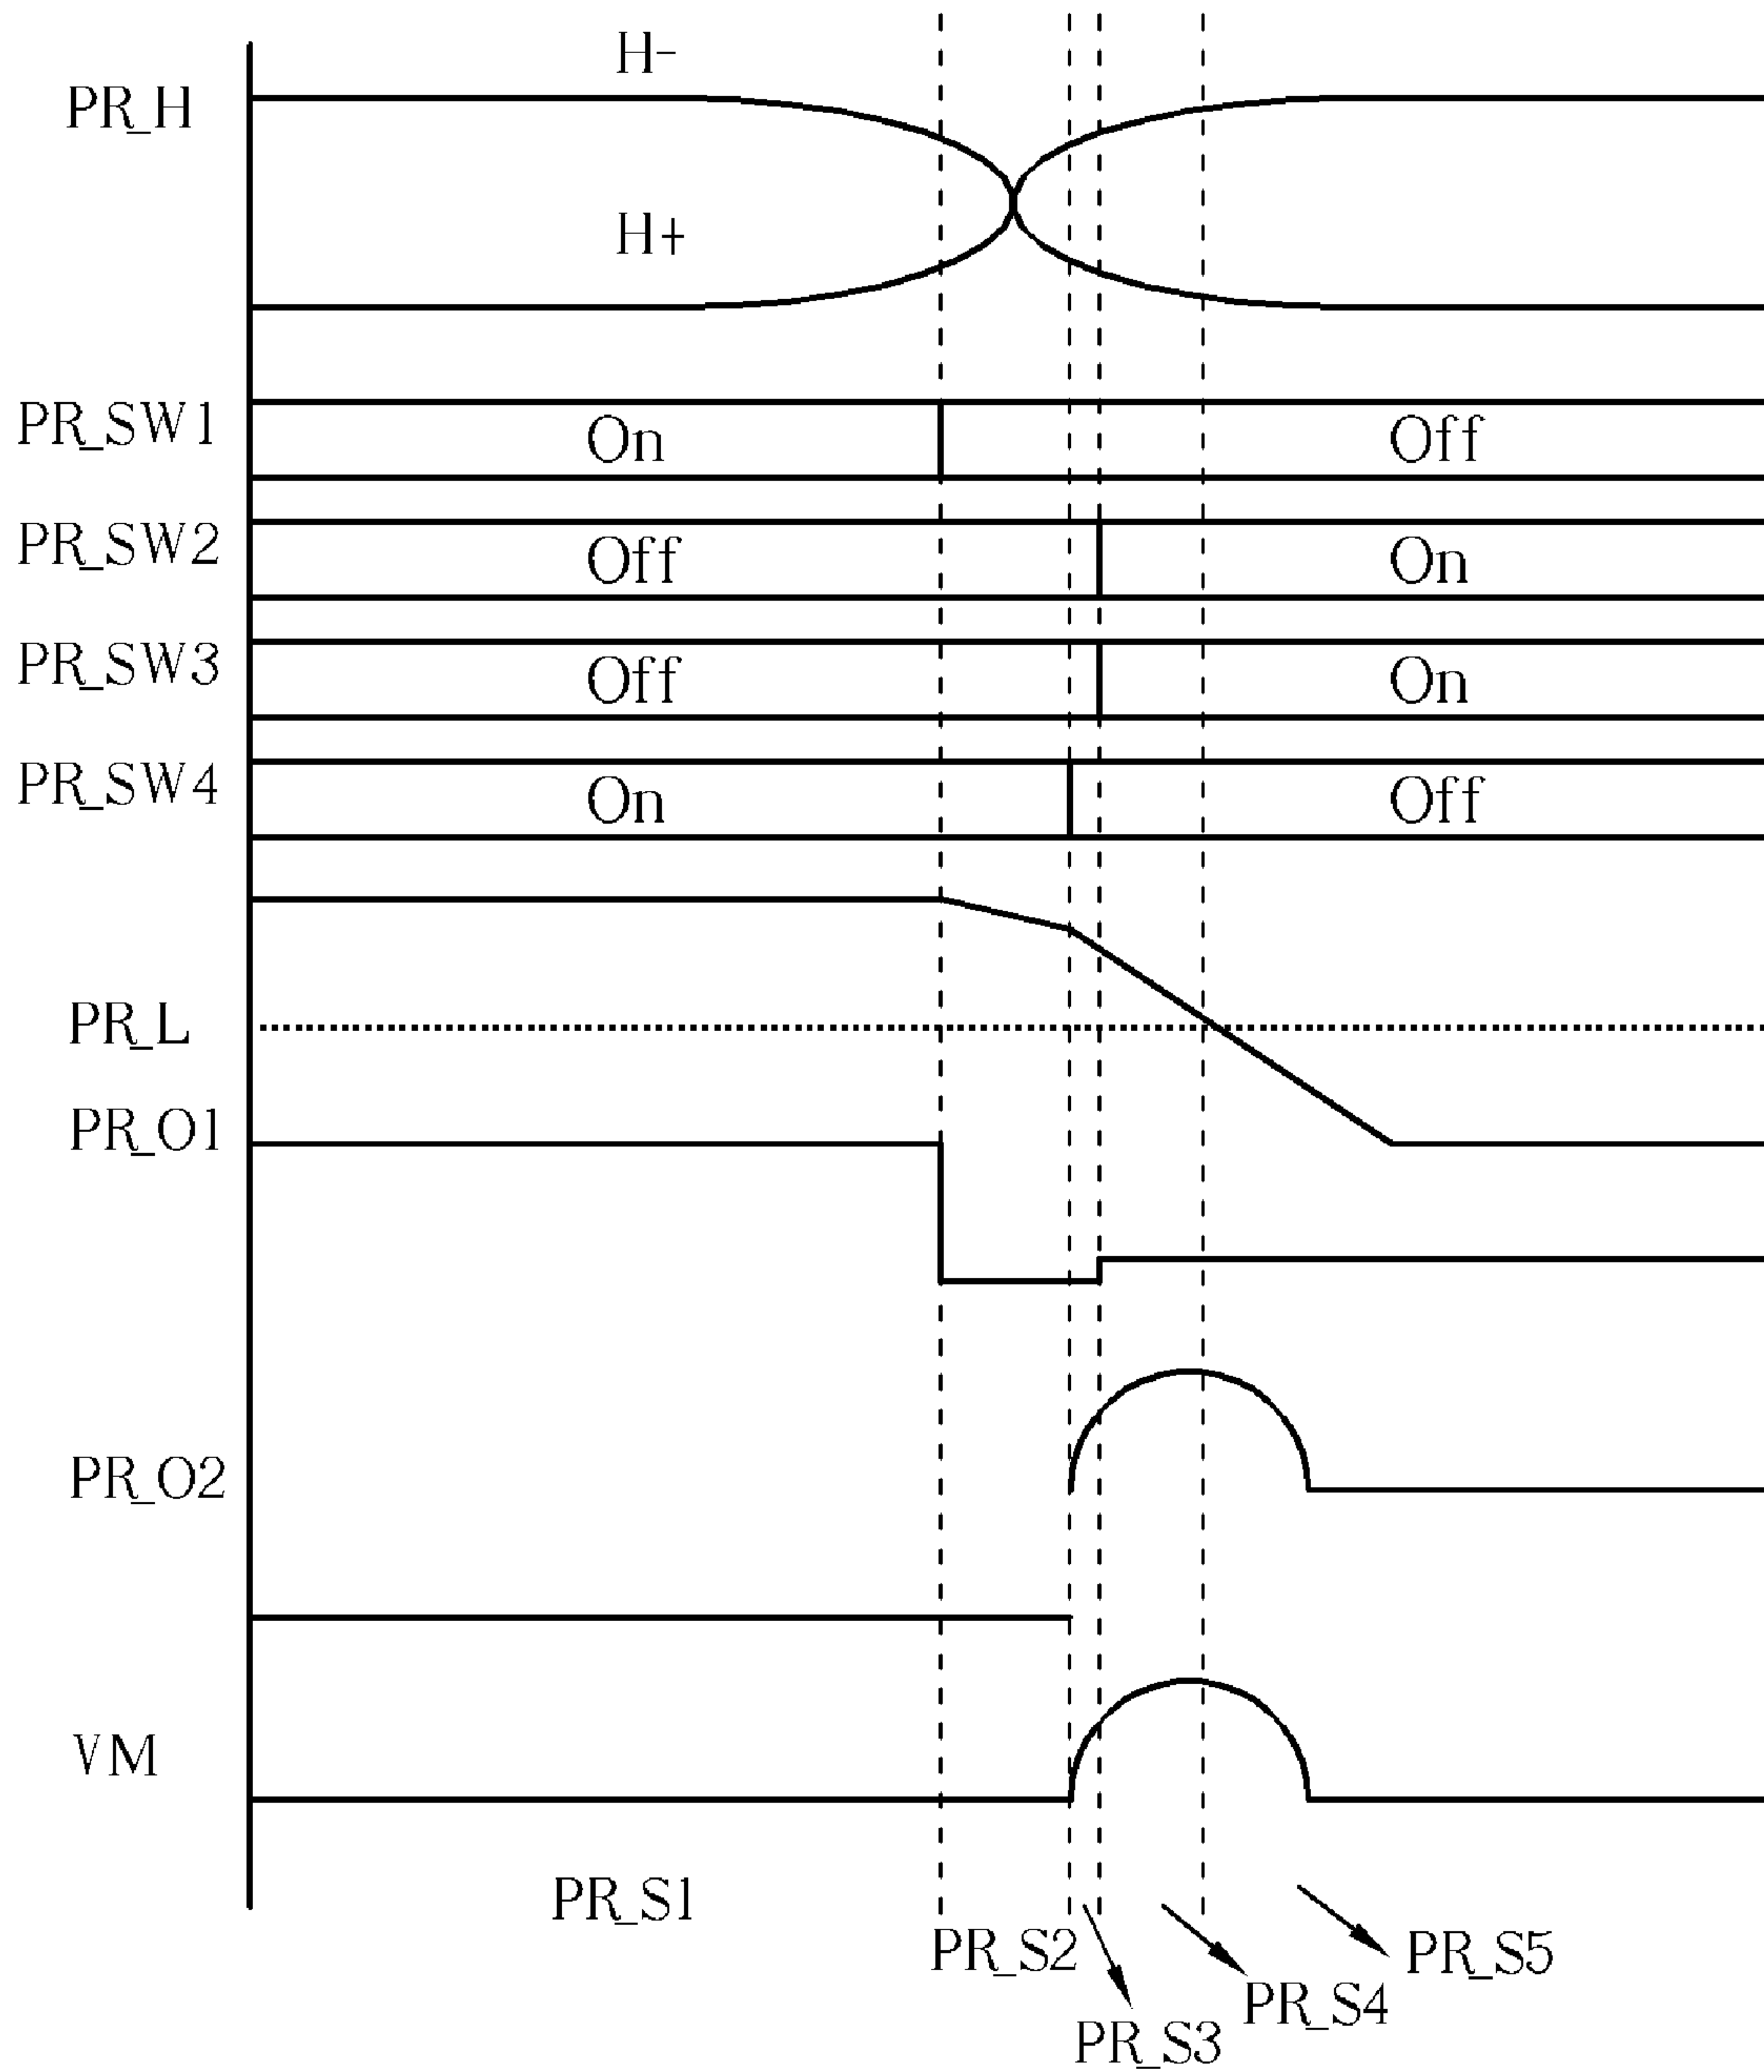 H-
PR_H
H+
PR_SW1 On Off
PR_SW2 Off On
PR_SW3 Off On
PR_SW4 On Off
PR_L
PR_O1
PR_O2
VM
PR_S1
PR_S2
PR_S5
PR_S4
PR_S3